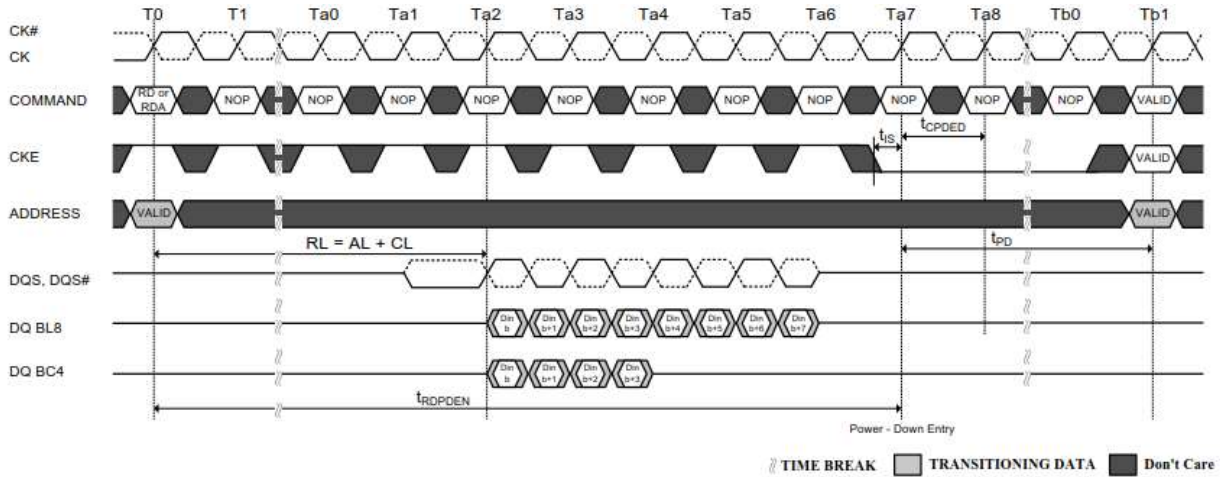 T0 T1 Ta0 Ta1 Ta2 Ta3 Ta4 Ta5 Ta6 Ta7 Ta8 Tb0 Tb1
CK#
CK
COMMAND RD or RDA NOP NOP NOP NOP NOP NOP NOP NOP NOP NOP NOP VALID
tIS tCPDED
CKE VALID
ADDRESS VALID VALID
RL = AL + CL tPD
DQS, DQS#
DQ BL8 Din b Din b+1 Din b+2 Din b+3 Din b+4 Din b+5 Din b+6 Din b+7
DQ BC4 Din b Din b+1 Din b+2 Din b+3
tRDPDEN
Power - Down Entry
TIME BREAK TRANSITIONING DATA Don't Care